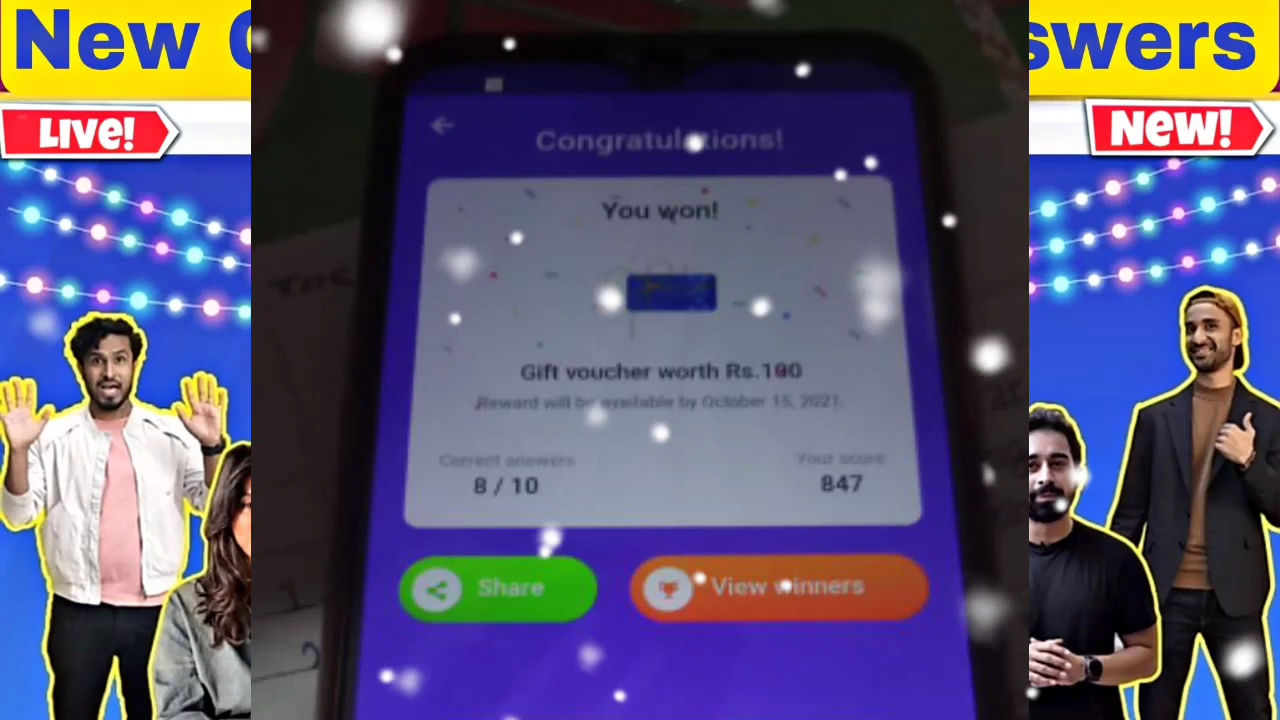 New
swers
LIVE!
NEW!
Congratulations!
You won!
Gift voucher worth Rs.100
Reward will be available by October 15, 2021.
Correct answers
Your score
8 / 10
847
Share
View winners